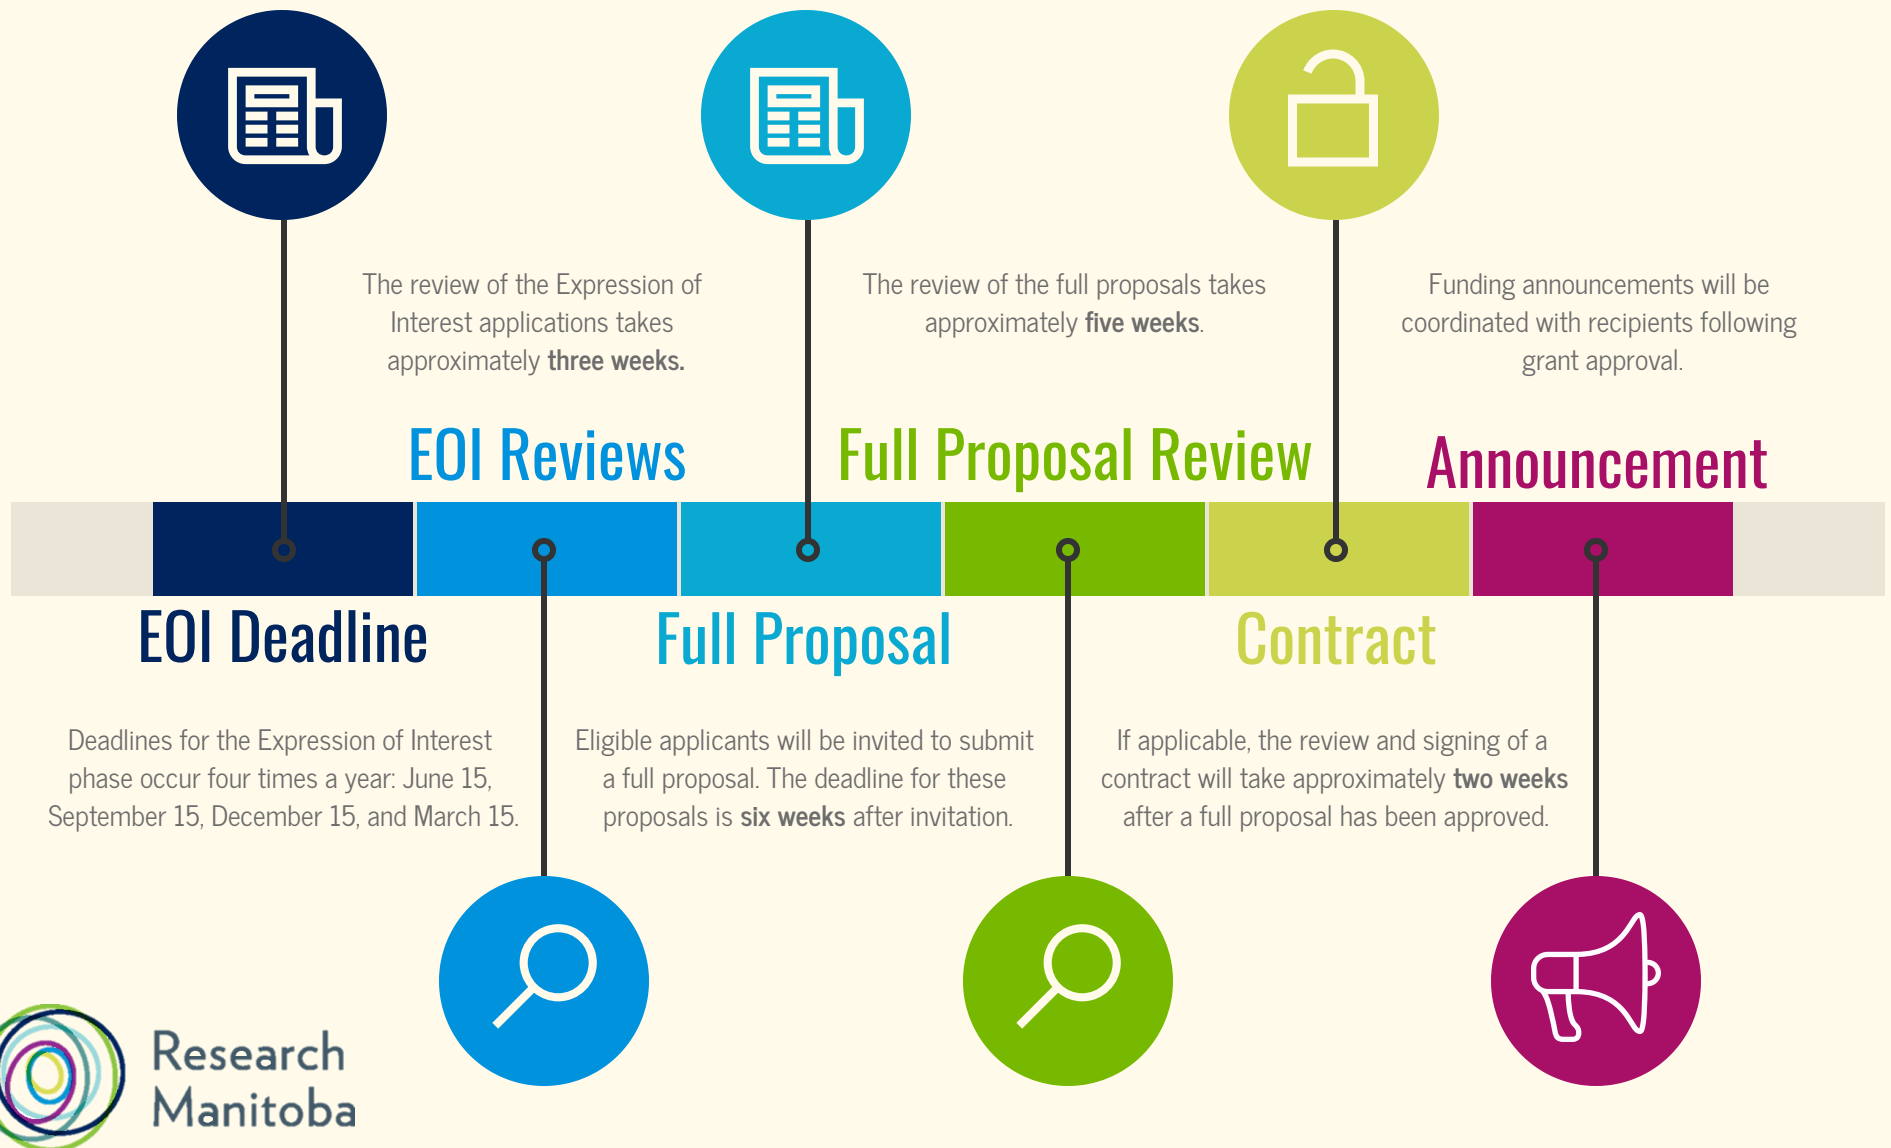 The review of the Expression of
Interest applications takes
approximately three weeks.
The review of the full proposals takes
approximately five weeks.
Funding announcements will be
coordinated with recipients following
grant approval.
EOI Reviews
Full Proposal Review
Announcement
EOI Deadline
Full Proposal
Contract
Deadlines for the Expression of Interest
phase occur four times a year: June 15,
September 15, December 15, and March 15.
Eligible applicants will be invited to submit
a full proposal. The deadline for these
proposals is six weeks after invitation.
If applicable, the review and signing of a
contract will take approximately two weeks
after a full proposal has been approved.
Research
Manitoba